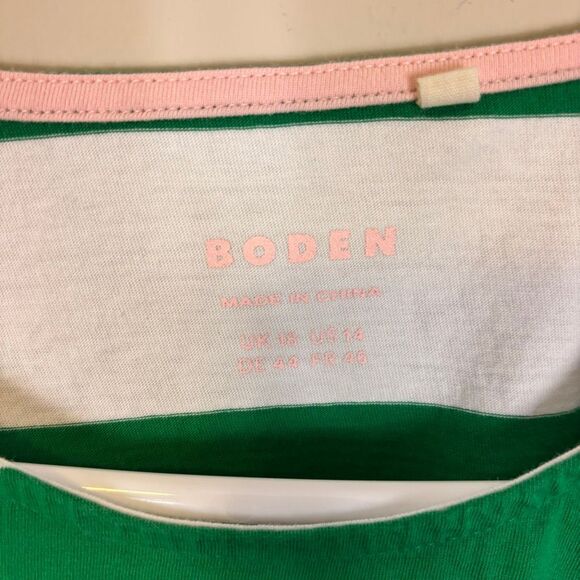 BODEN
MADE IN CHINA
UK 18 US 14
DE 44 FR 46